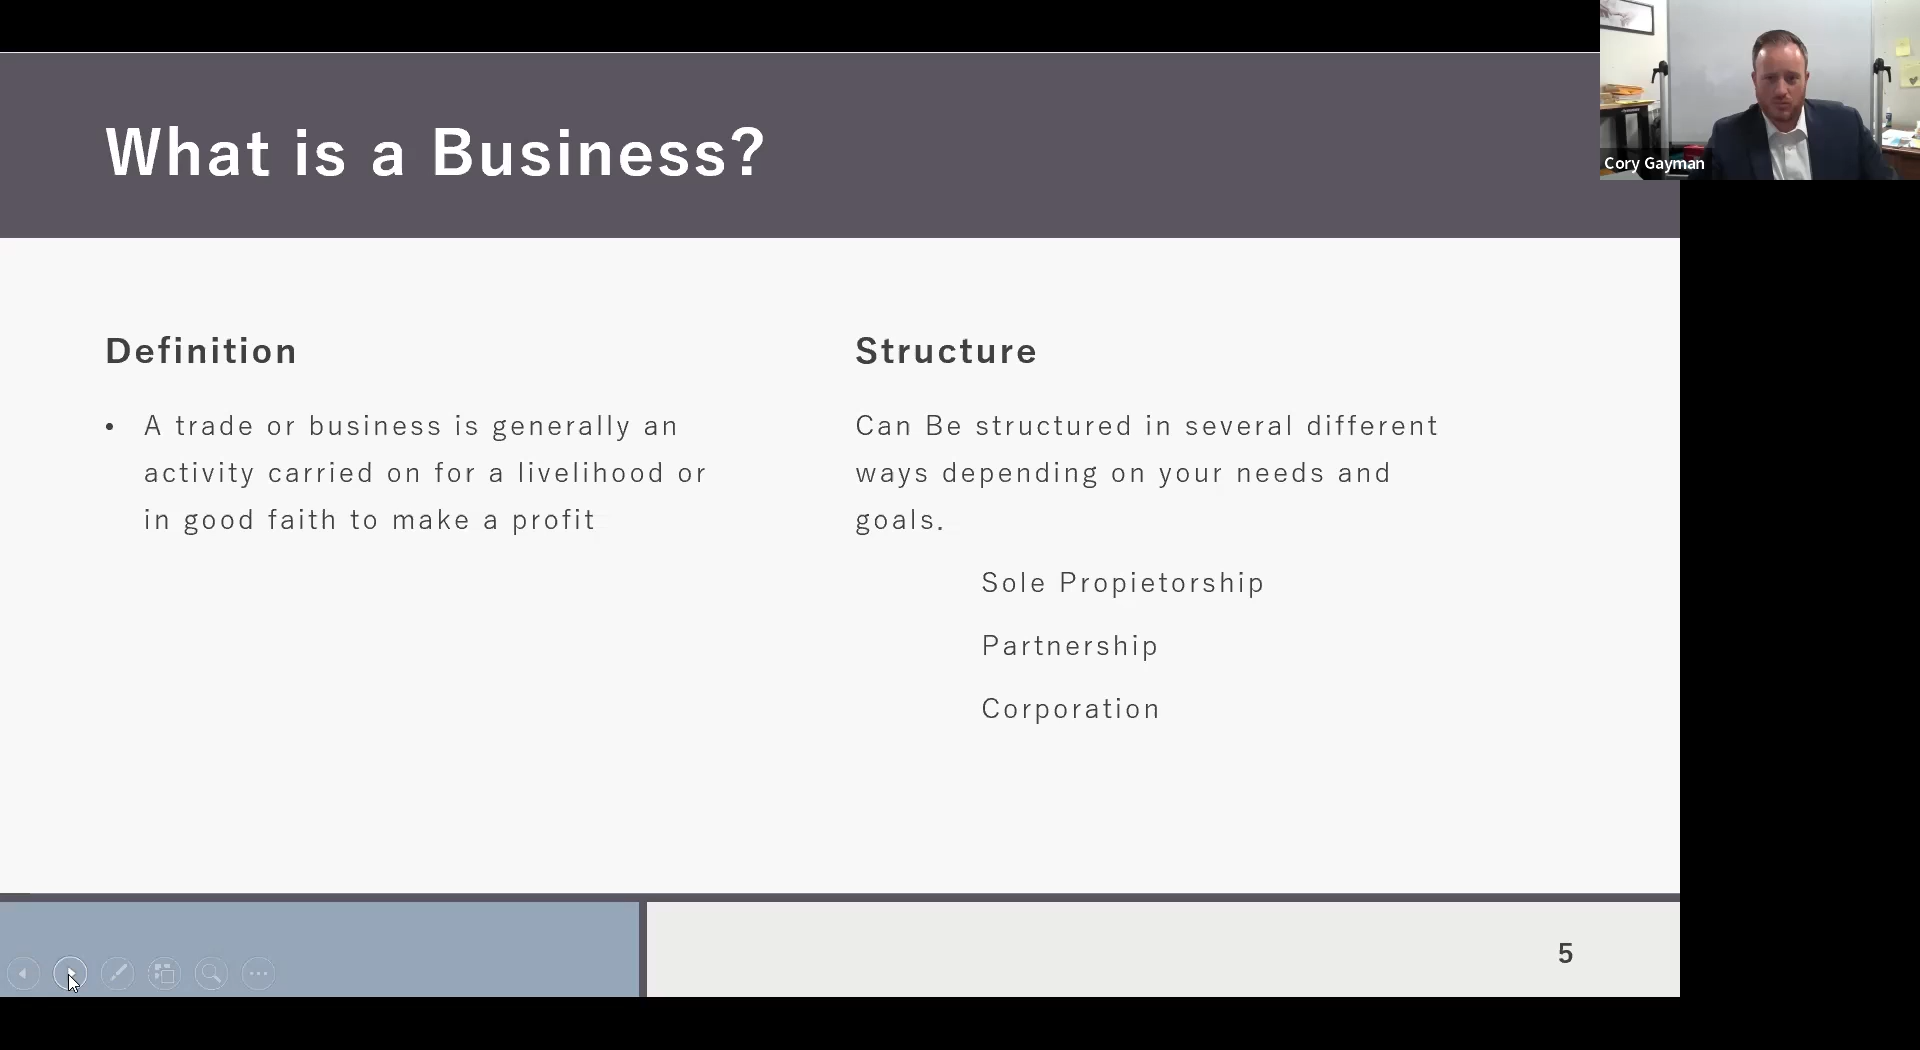 What is a Business?
Cory Gayman
Definition
• A trade or business is generally an
activity carried on for a livelihood or
in good faith to make a profit
Structure
Can Be structured in several different
ways depending on your needs and
goals.
Sole Propietorship
Partnership
Corporation
5